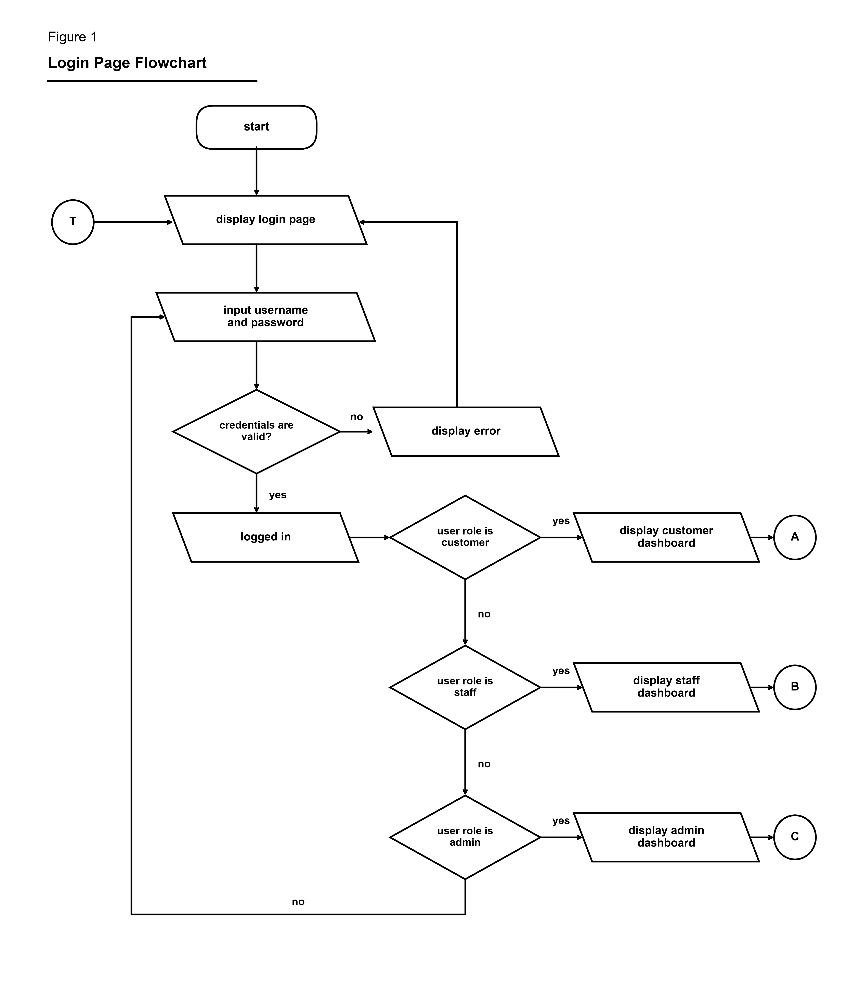 Figure 1
Login Page Flowchart
start
T
display login page
input username
and password
credentials are
valid?
no
display error
yes
logged in
user role is
customer
yes
display customer
dashboard
A
no
user role is
staff
yes
display staff
dashboard
B
no
user role is
admin
yes
display admin
dashboard
C
no